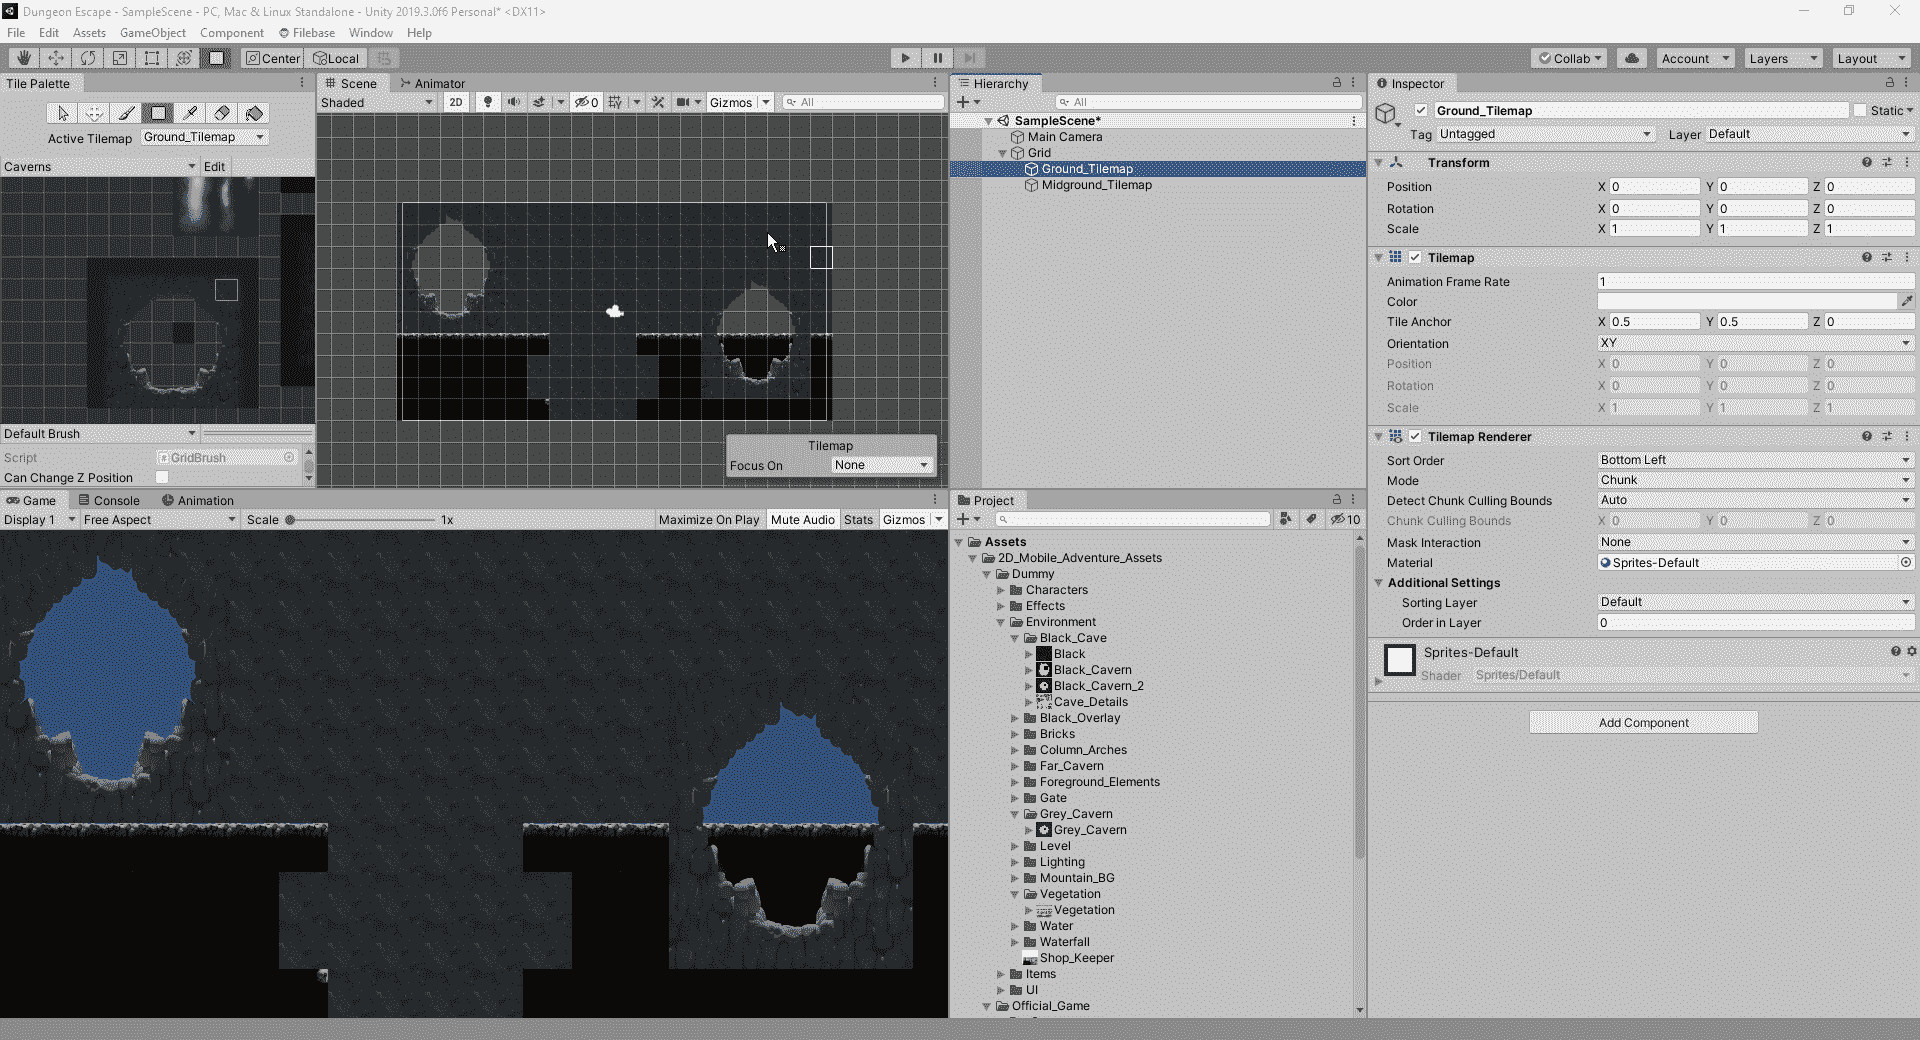 Dungeon Escape - SampleScene - PC, Mac & Linux Standalone - Unity 2019.3.0f6 Personal* <DX11>
File Edit Assets GameObject Component Filebase Window Help
Center Local Collab Account Layers Layout
Tile Palette
Active Tilemap Ground_Tilemap
Caverns Edit
Default Brush
Script GridBrush
Can Change Z Position
Scene Animator
Shaded 2D 0 Gizmos All
Tilemap
Focus On None
Hierarchy
All
SampleScene*
Main Camera
Grid
Ground_Tilemap
Midground_Tilemap
Game Console Animation
Display 1 Free Aspect Scale 1x Maximize On Play Mute Audio Stats Gizmos
Project
10
Assets
2D_Mobile_Adventure_Assets
Dummy
Characters
Effects
Environment
Black_Cave
Black
Black_Cavern
Black_Cavern_2
Cave_Details
Black_Overlay
Bricks
Column_Arches
Far_Cavern
Foreground_Elements
Gate
Grey_Cavern
Grey_Cavern
Level
Lighting
Mountain_BG
Vegetation
Vegetation
Water
Waterfall
Shop_Keeper
Items
UI
Official_Game
Inspector
Ground_Tilemap Static
Tag Untagged Layer Default
Transform
Position X 0 Y 0 Z 0
Rotation X 0 Y 0 Z 0
Scale X 1 Y 1 Z 1
Tilemap
Animation Frame Rate 1
Color
Tile Anchor X 0.5 Y 0.5 Z 0
Orientation XY
Position X 0 Y 0 Z 0
Rotation X 0 Y 0 Z 0
Scale X 1 Y 1 Z 1
Tilemap Renderer
Sort Order Bottom Left
Mode Chunk
Detect Chunk Culling Bounds Auto
Chunk Culling Bounds X 0 Y 0 Z 0
Mask Interaction None
Material Sprites-Default
Additional Settings
Sorting Layer Default
Order in Layer 0
Sprites-Default
Shader Sprites/Default
Add Component